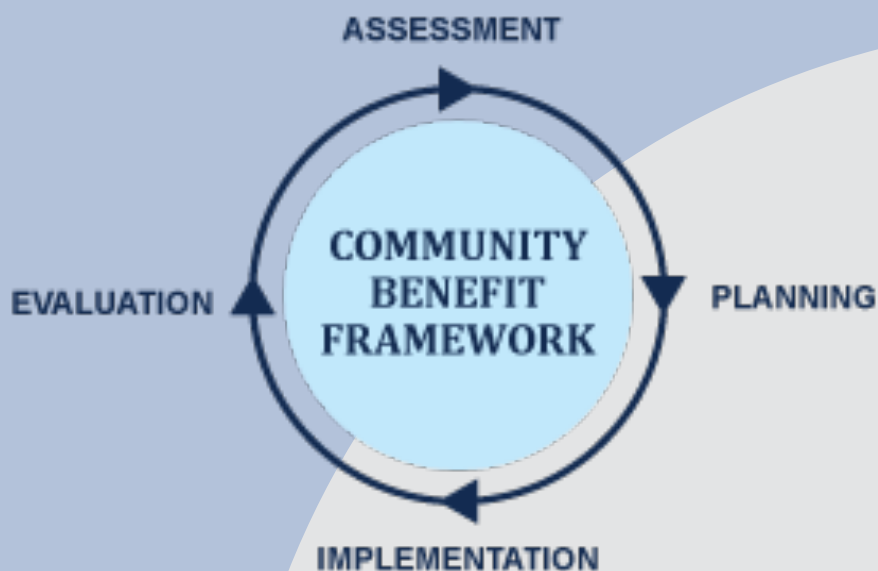 ASSESSMENT
COMMUNITY
BENEFIT
FRAMEWORK
EVALUATION
PLANNING
IMPLEMENTATION